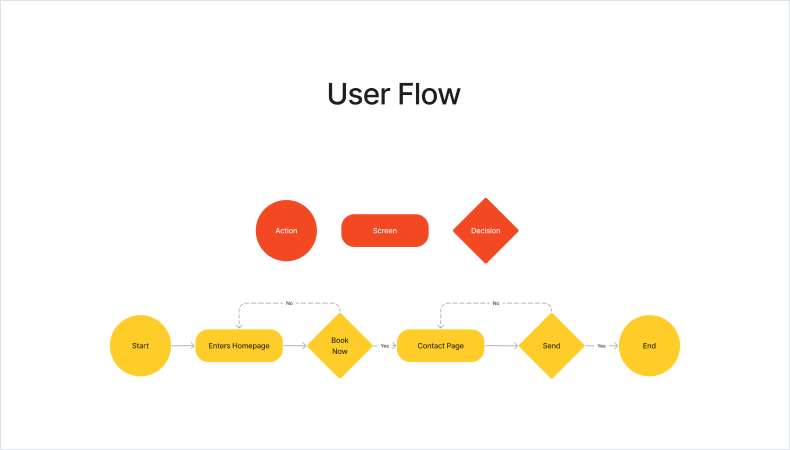 User Flow
Action
Screen
Decision
No
No
Start
Enters Homepage
Book
Now
Yes
Contact Page
Send
Yes
End